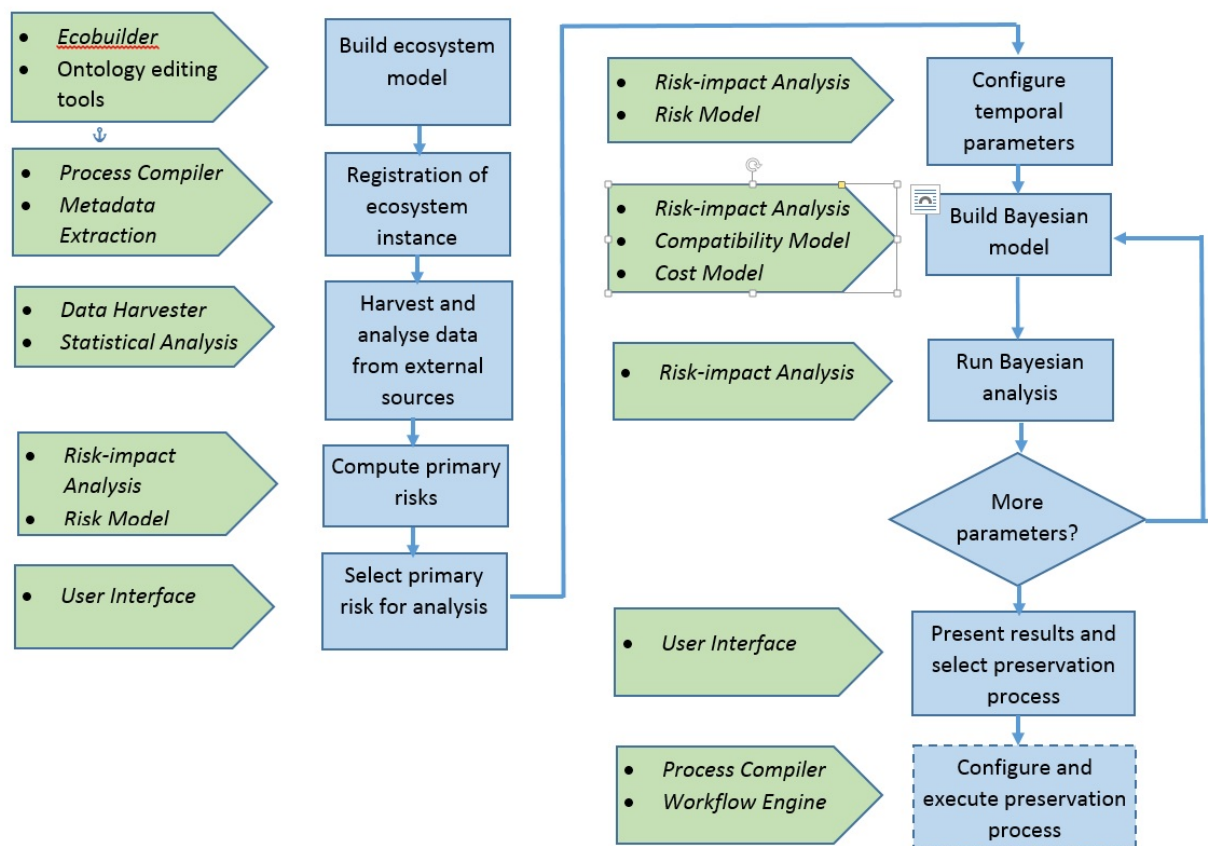 Ecobuilder
Ontology editing
tools
Build ecosystem
model
Process Compiler
Metadata
Extraction
Registration of
ecosystem
instance
Data Harvester
Statistical Analysis
Harvest and
analyse data
from external
sources
Risk-impact
Analysis
Risk Model
Compute primary
risks
User Interface
Select primary
risk for analysis
Risk-impact Analysis
Risk Model
Configure
temporal
parameters
Risk-impact Analysis
Compatibility Model
Cost Model
Build Bayesian
model
Risk-impact Analysis
Run Bayesian
analysis
More
parameters?
User Interface
Present results and
select preservation
process
Process Compiler
Workflow Engine
Configure and
execute preservation
process